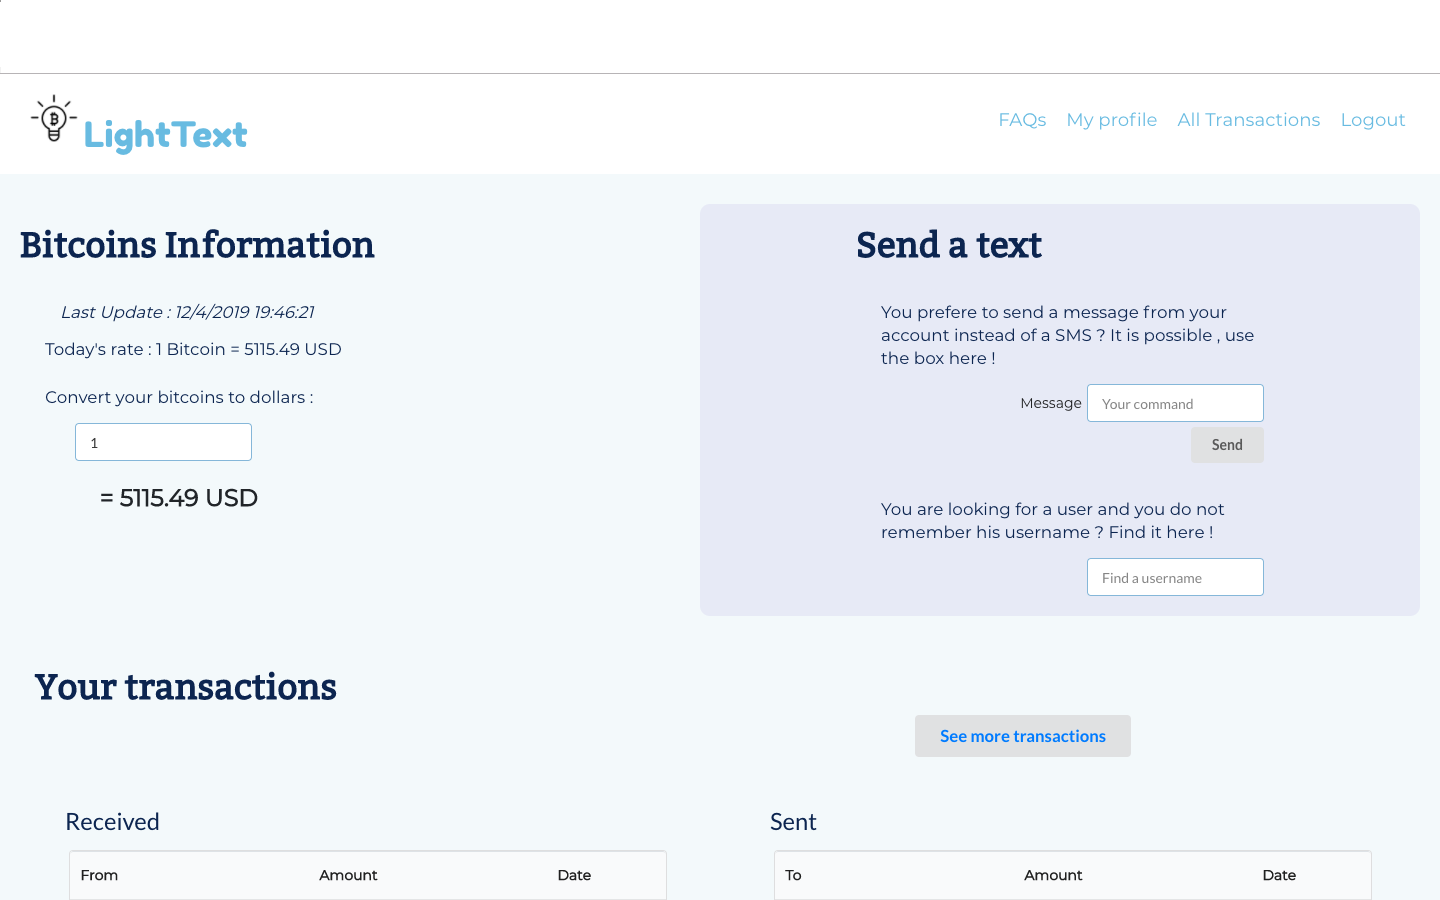 LightText
FAQs My profile All Transactions Logout
Bitcoins Information
Last Update : 12/4/2019 19:46:21
Today's rate : 1 Bitcoin = 5115.49 USD
Convert your bitcoins to dollars :
1
= 5115.49 USD
Send a text
You prefere to send a message from your
account instead of a SMS ? It is possible , use
the box here !
Message Your command
Send
You are looking for a user and you do not
remember his username ? Find it here !
Find a username
Your transactions
See more transactions
Received
From Amount Date
Sent
To Amount Date